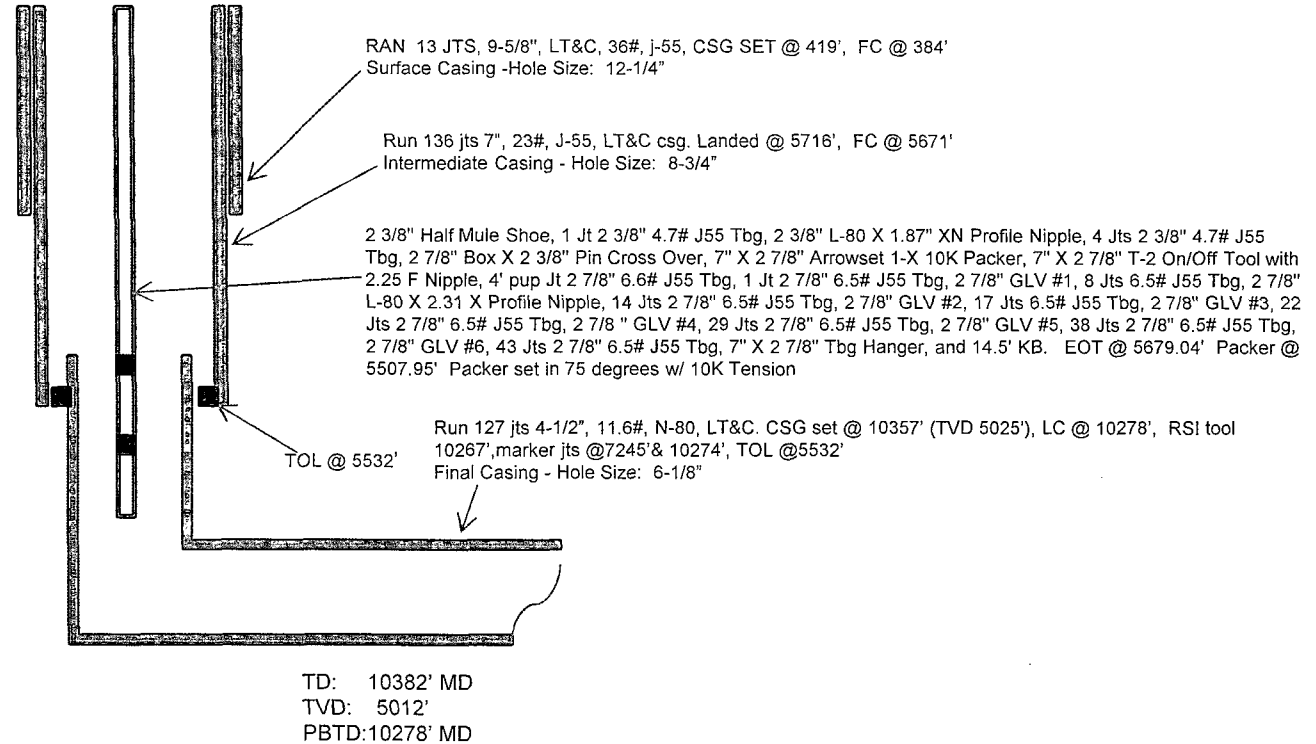 RAN 13 JTS, 9-5/8", LT&C, 36#, j-55, CSG SET @ 419', FC @ 384'
Surface Casing -Hole Size: 12-1/4"
Run 136 jts 7", 23#, J-55, LT&C csg. Landed @ 5716', FC @ 5671'
Intermediate Casing - Hole Size: 8-3/4"
2 3/8" Half Mule Shoe, 1 Jt 2 3/8" 4.7# J55 Tbg, 2 3/8" L-80 X 1.87" XN Profile Nipple, 4 Jts 2 3/8" 4.7# J55
Tbg, 2 7/8" Box X 2 3/8" Pin Cross Over, 7" X 2 7/8" Arrowset 1-X 10K Packer, 7" X 2 7/8" T-2 On/Off Tool with
2.25 F Nipple, 4' pup Jt 2 7/8" 6.6# J55 Tbg, 1 Jt 2 7/8" 6.5# J55 Tbg, 2 7/8" GLV #1, 8 Jts 6.5# J55 Tbg, 2 7/8"
L-80 X 2.31 X Profile Nipple, 14 Jts 2 7/8" 6.5# J55 Tbg, 2 7/8" GLV #2, 17 Jts 6.5# J55 Tbg, 2 7/8" GLV #3, 22
Jts 2 7/8" 6.5# J55 Tbg, 2 7/8 " GLV #4, 29 Jts 2 7/8" 6.5# J55 Tbg, 2 7/8" GLV #5, 38 Jts 2 7/8" 6.5# J55 Tbg,
2 7/8" GLV #6, 43 Jts 2 7/8" 6.5# J55 Tbg, 7" X 2 7/8" Tbg Hanger, and 14.5' KB. EOT @ 5679.04' Packer @
5507.95' Packer set in 75 degrees w/ 10K Tension
Run 127 jts 4-1/2", 11.6#, N-80, LT&C. CSG set @ 10357' (TVD 5025'), LC @ 10278', RSI tool
10267',marker jts @7245'& 10274', TOL @5532'
Final Casing - Hole Size: 6-1/8"
TOL @ 5532'
TD: 10382' MD
TVD: 5012'
PBTD:10278' MD